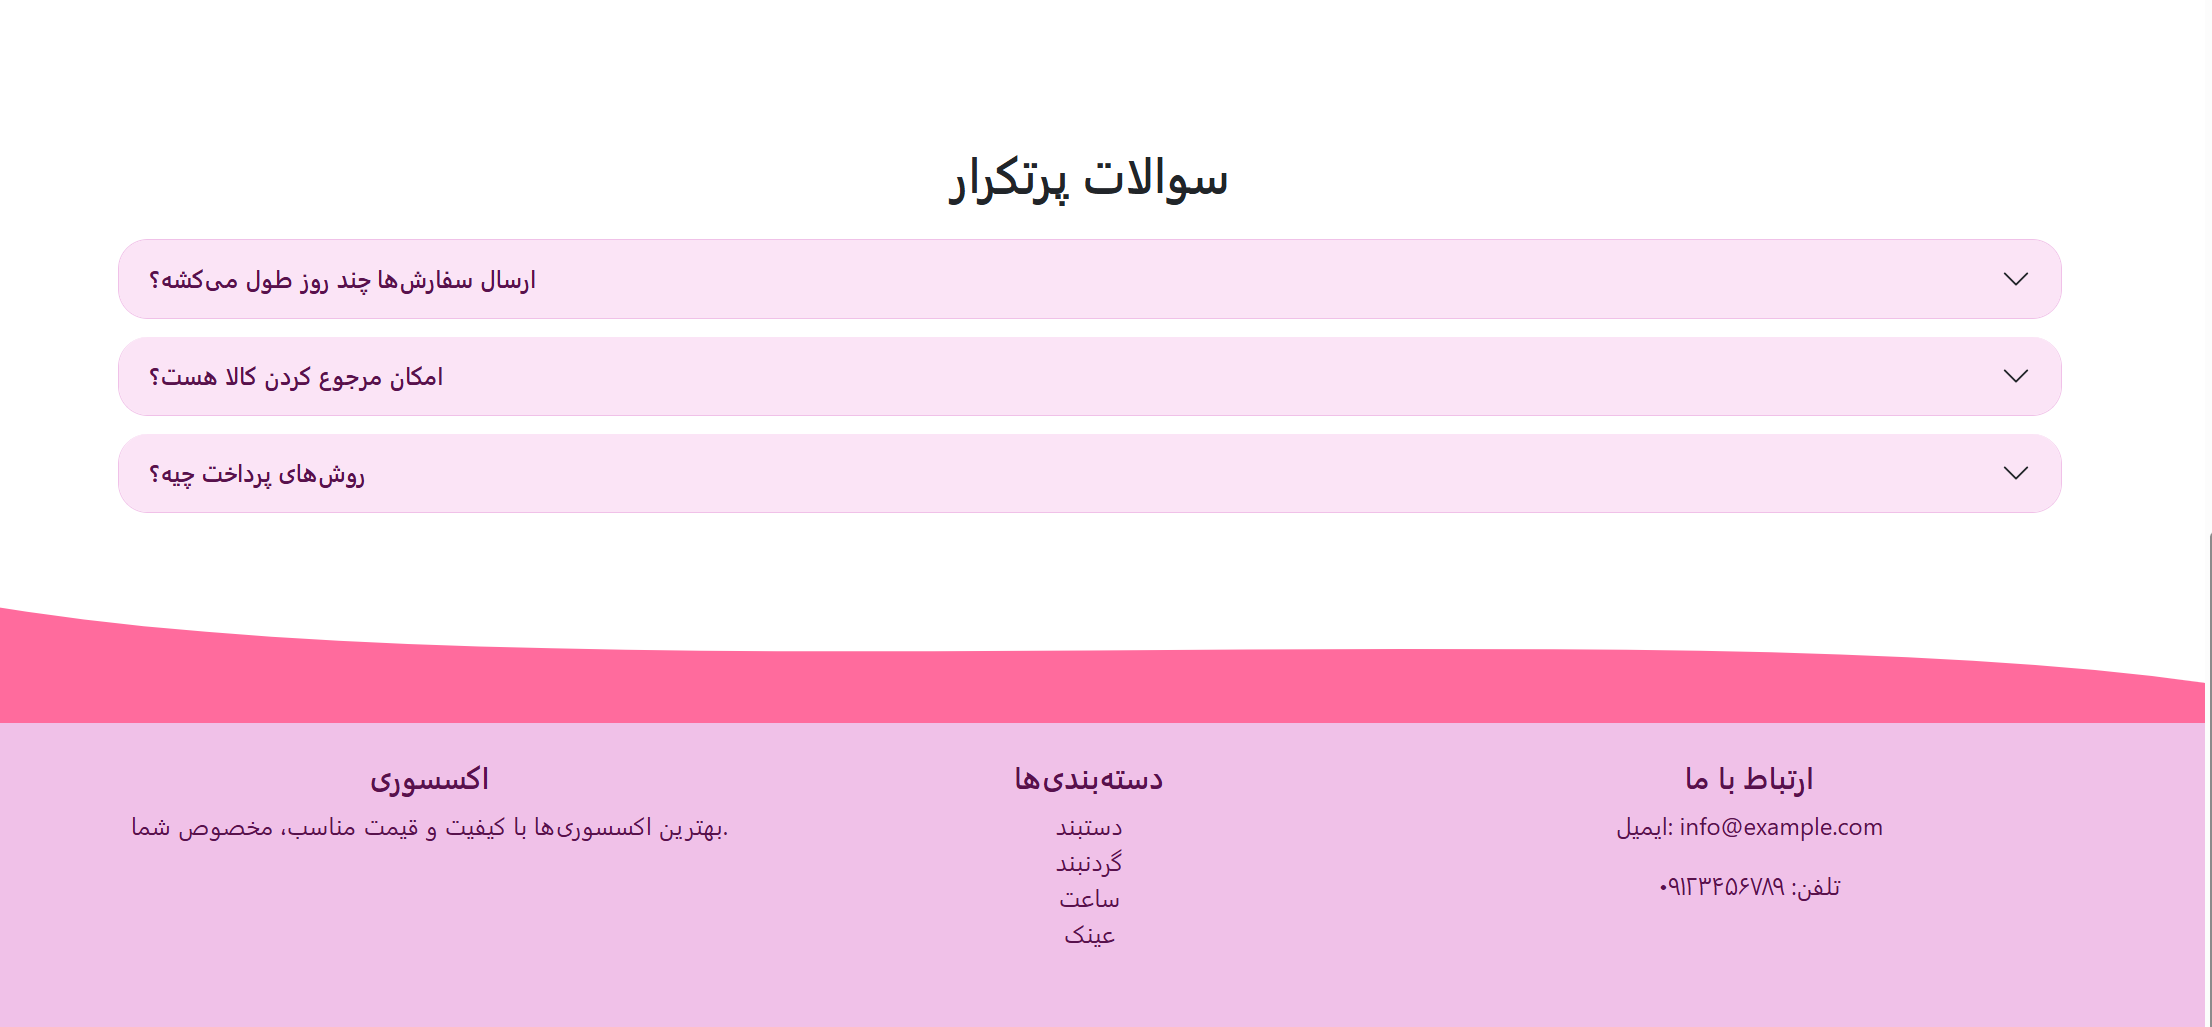 سوالات پرتکرار
ارسال سفارش‌ها چند روز طول می‌کشه؟
امکان مرجوع کردن کالا هست؟
روش‌های پرداخت چیه؟
اکسسوری
بهترین اکسسوری‌ها با کیفیت و قیمت مناسب، مخصوص شما.
دسته‌بندی‌ها
دستبند
گردنبند
ساعت
عینک
ارتباط با ما
ایمیل: info@example.com
تلفن: ۰۹۱۲۳۴۵۶۷۸۹